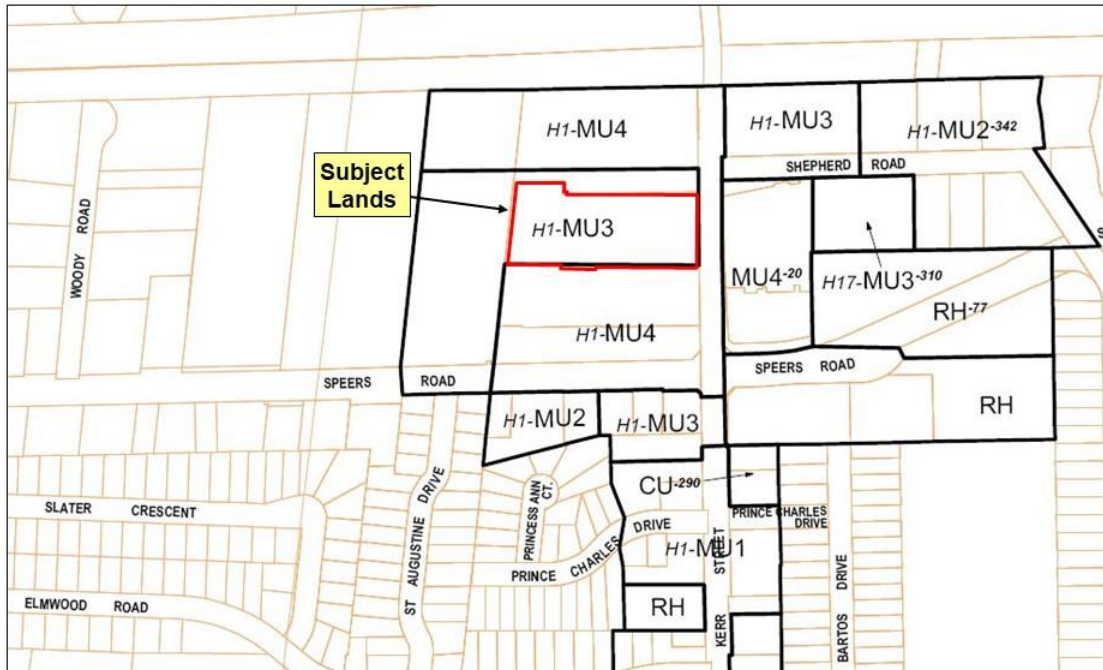 H1-MU4
H1-MU3
H1-MU2-342
SHEPHERD ROAD
Subject
Lands
WOODY ROAD
H1-MU3
MU4-20
H17-MU3-310
RH-77
H1-MU4
SPEERS ROAD
SPEERS ROAD
H1-MU2
H1-MU3
RH
CU-290
SLATER CRESCENT
ST AUGUSTINE DRIVE
PRINCESS ANN
CT.
PRINCE CHARLES
DRIVE
PRINCE CHARLES DRIVE
H1-MU1
KERR STREET
BARTOS DRIVE
ELMWOOD ROAD
RH
S